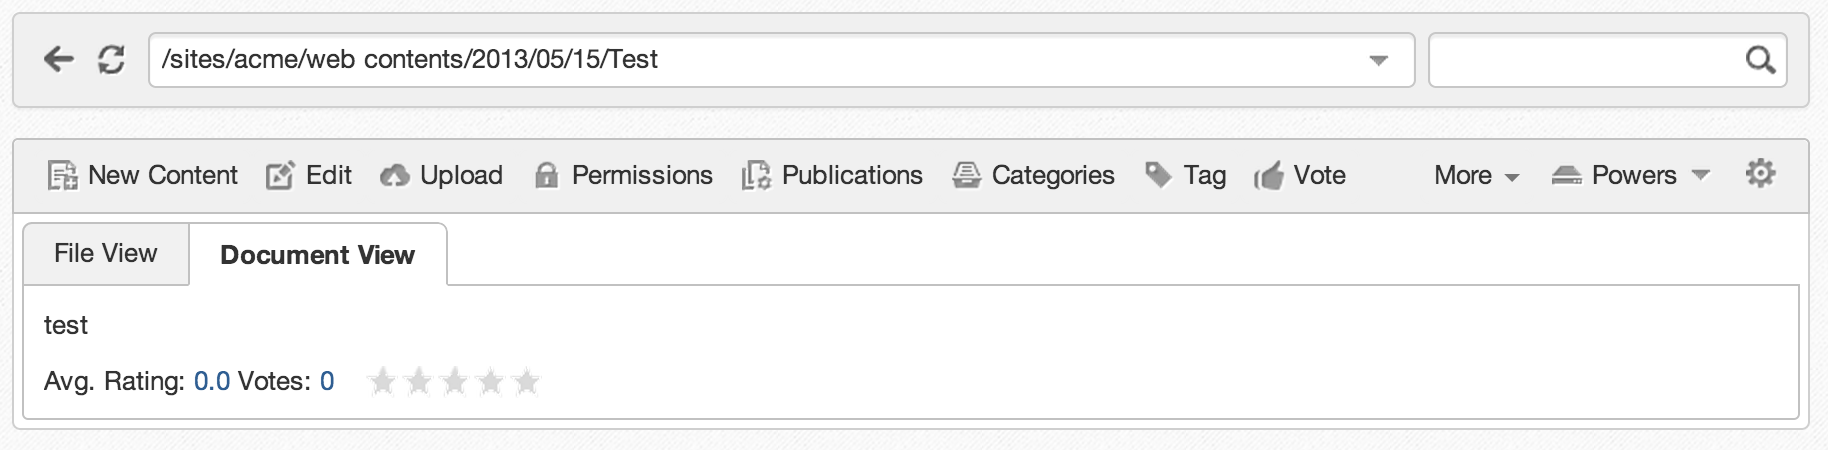 /sites/acme/web contents/2013/05/15/Test
New Content Edit Upload Permissions Publications Categories Tag Vote More Powers
File View Document View
test
Avg. Rating: 0.0 Votes: 0